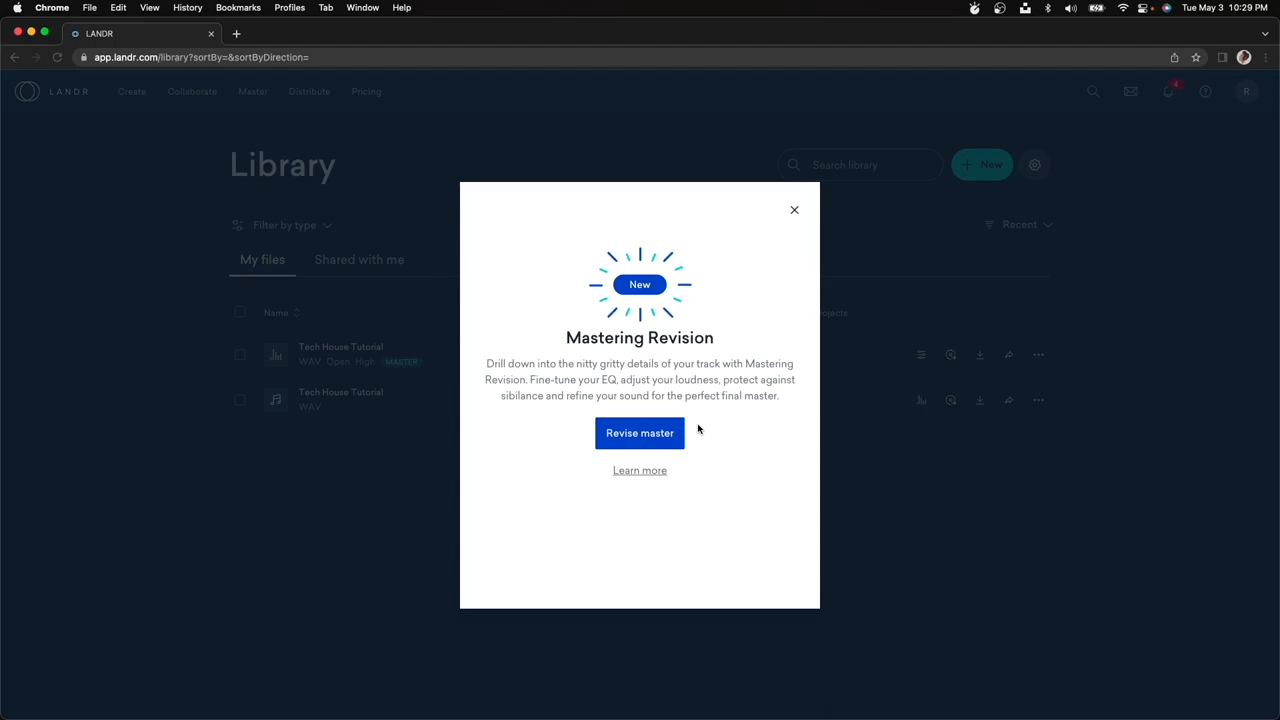 Chrome File Edit View History Bookmarks Profiles Tab Window Help Tue May 3 10:29 PM
LANDR
app.landr.com/library?sortBy=&sortByDirection=
LANDR Create Collaborate Master Distribute Pricing 4 R
Library
Search library
New
Filter by type
Recent
My files Shared with me
Name
New
Mastering Revision
Drill down into the nitty gritty details of your track with Mastering
Revision. Fine-tune your EQ, adjust your loudness, protect against
sibilance and refine your sound for the perfect final master.
Revise master
Learn more
Tech House Tutorial
WAV Open High MASTER
Tech House Tutorial
WAV